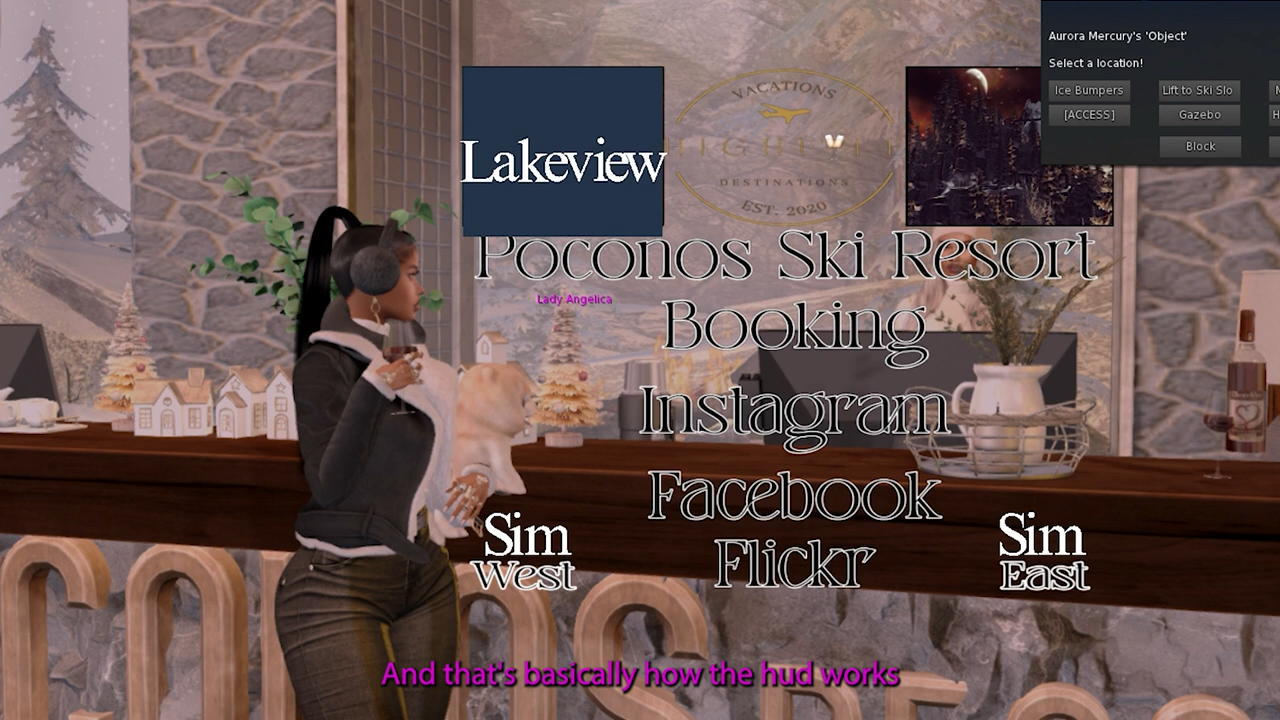 Aurora Mercury's 'Object'
Select a location!
Ice Bumpers
Lift to Ski Slo
[ACCESS]
Gazebo
Block
Lakeview
VACATIONS
DESTINATIONS
EST. 2020
Poconos Ski Resort
Lady Angelica
Booking
Instagram
Facebook
Flickr
Sim
West
Sim
East
And that's basically how the hud works